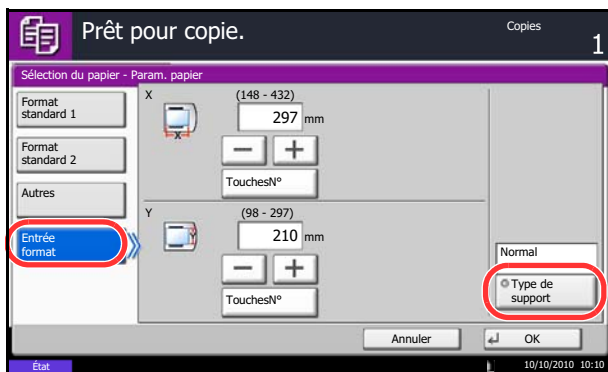 Prêt pour copie.
Copies
1
Sélection du papier - Param. papier
Format
standard 1
Format
standard 2
Autres
Entrée
format
X
(148 - 432)
297 mm
X
− +
TouchesN°
Y
(98 - 297)
Y
210 mm
− +
TouchesN°
Normal
Type de
support
Annuler
OK
État
10/10/2010 10:10